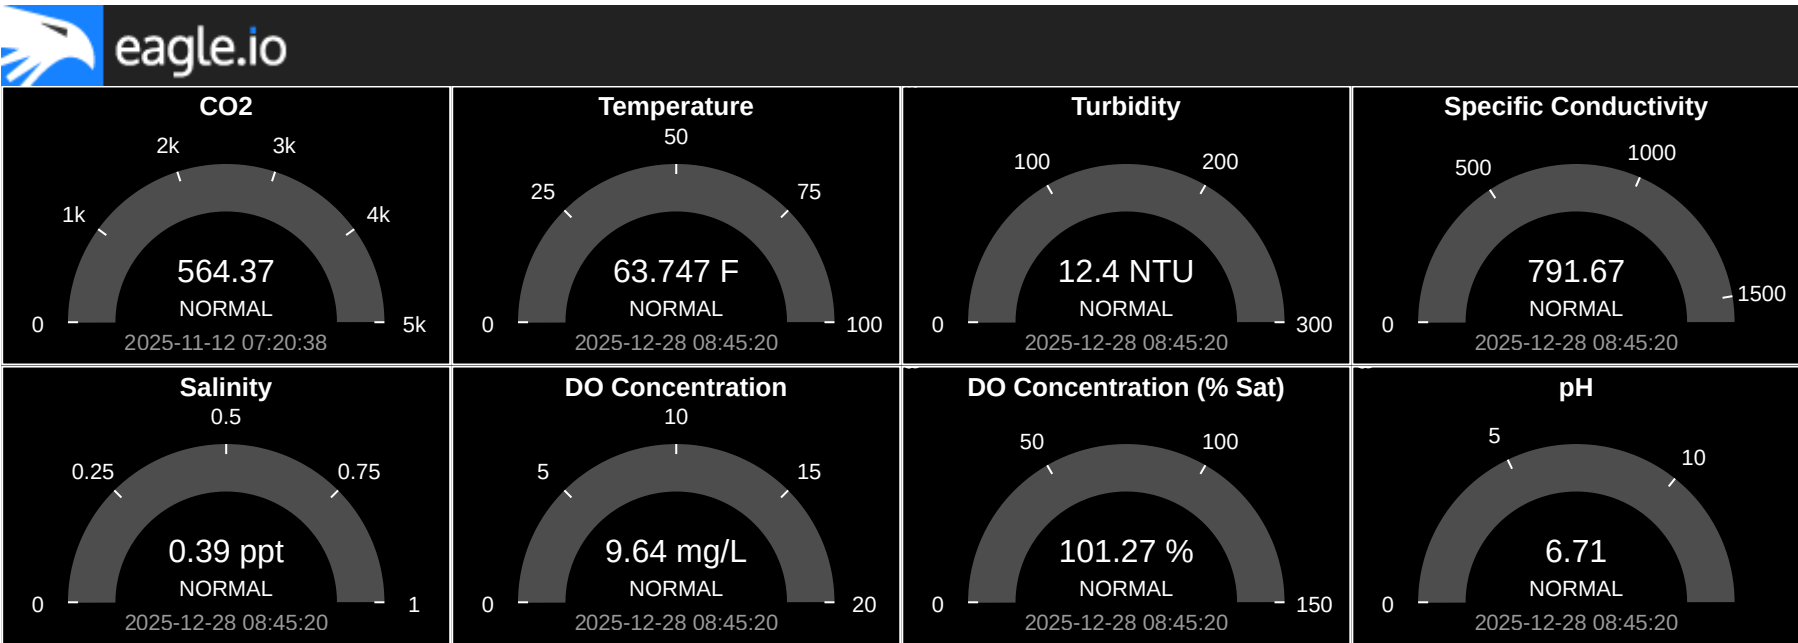 eagle.io
CO2
2k
3k
1k
4k
564.37
NORMAL
0
5k
2025-11-12 07:20:38
Temperature
50
25
75
63.747 F
NORMAL
0
100
2025-12-28 08:45:20
Turbidity
100
200
12.4 NTU
NORMAL
0
300
2025-12-28 08:45:20
Specific Conductivity
500
1000
791.67
1500
NORMAL
0
2025-12-28 08:45:20
Salinity
0.5
0.25
0.75
0.39 ppt
NORMAL
0
1
2025-12-28 08:45:20
DO Concentration
10
5
15
9.64 mg/L
NORMAL
0
20
2025-12-28 08:45:20
DO Concentration (% Sat)
50
100
101.27 %
NORMAL
0
150
2025-12-28 08:45:20
pH
5
10
6.71
NORMAL
0
2025-12-28 08:45:20